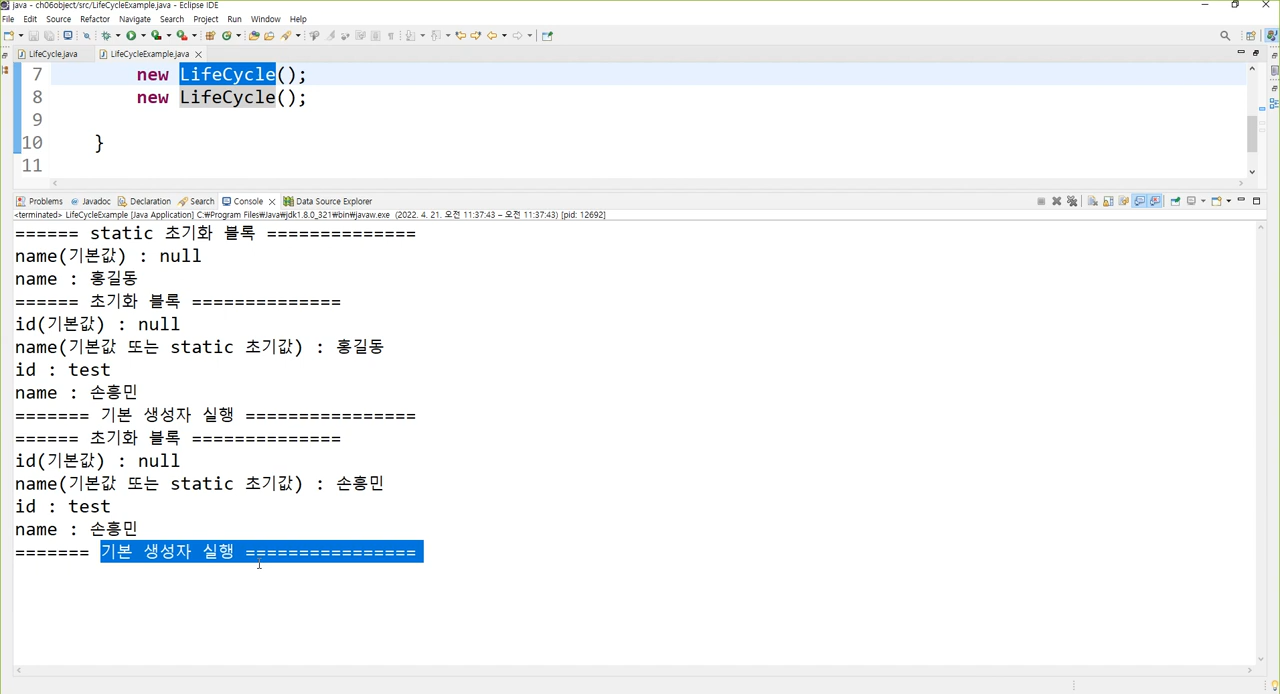 java - ch06object/src/LifeCycleExample.java - Eclipse IDE
File Edit Source Refactor Navigate Search Project Run Window Help
LifeCycle.java LifeCycleExample.java
7 new LifeCycle();
8 new LifeCycle();
9
10 }
11
Problems Javadoc Declaration Search Console Data Source Explorer
<terminated> LifeCycleExample [Java Application] C:₩Program Files₩Java₩jdk1.8.0_321₩bin₩javaw.exe (2022. 4. 21. 오전 11:37:43 – 오전 11:37:43) [pid: 12692]
====== static 초기화 블록 ==============
name(기본값) : null
name : 홍길동
====== 초기화 블록 ==============
id(기본값) : null
name(기본값 또는 static 초기값) : 홍길동
id : test
name : 손흥민
======= 기본 생성자 실행 ================
====== 초기화 블록 ==============
id(기본값) : null
name(기본값 또는 static 초기값) : 손흥민
id : test
name : 손흥민
======= 기본 생성자 실행 ================